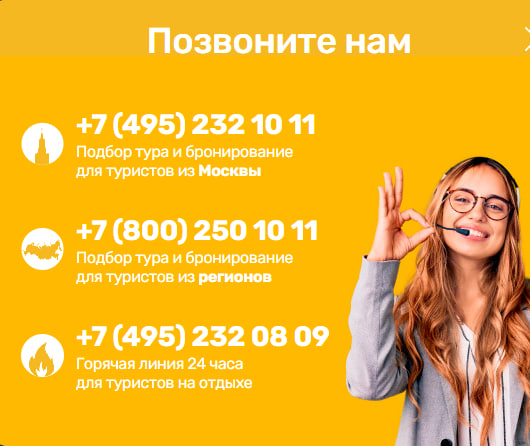 Позвоните нам
+7 (495) 232 10 11
Подбор тура и бронирование
для туристов из Москвы
+7 (800) 250 10 11
Подбор тура и бронирование
для туристов из регионов
+7 (495) 232 08 09
Горячая линия 24 часа
для туристов на отдыхе